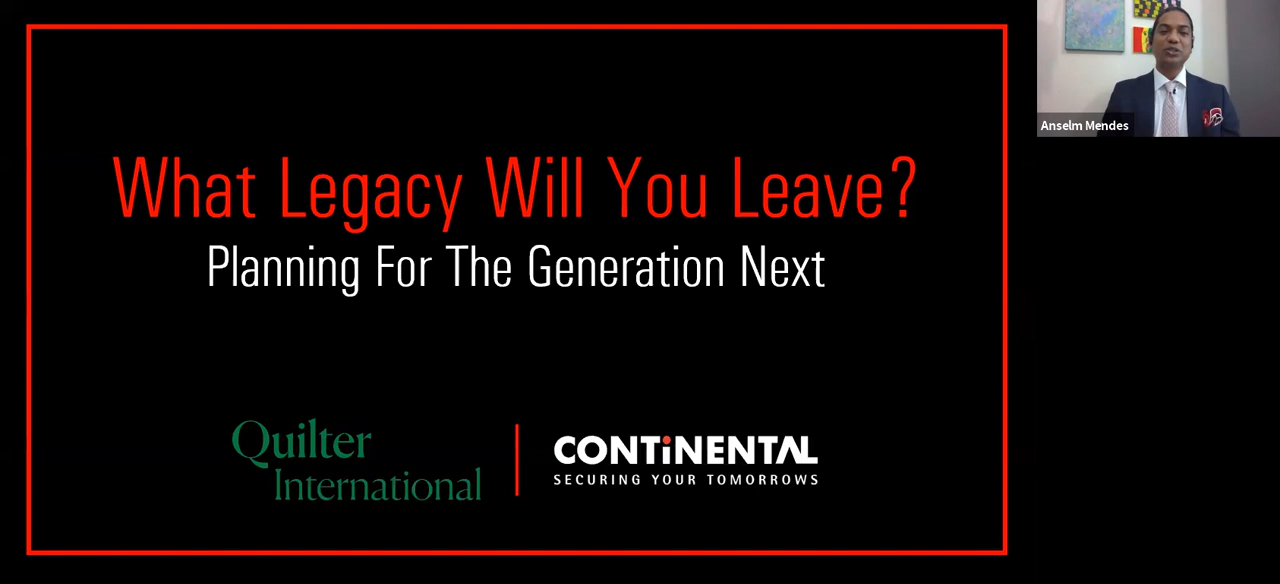 What Legacy Will You Leave?
Planning For The Generation Next
Quilter
International
CONTiNENTAL
SECURING YOUR TOMORROWS
Anselm Mendes